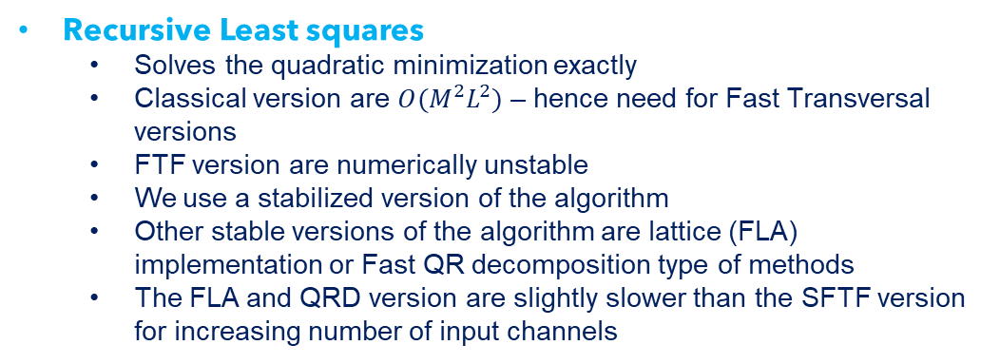 • Recursive Least squares
• Solves the quadratic minimization exactly
• Classical version are O(M²L²) – hence need for Fast Transversal
versions
• FTF version are numerically unstable
• We use a stabilized version of the algorithm
• Other stable versions of the algorithm are lattice (FLA)
implementation or Fast QR decomposition type of methods
• The FLA and QRD version are slightly slower than the SFTF version
for increasing number of input channels